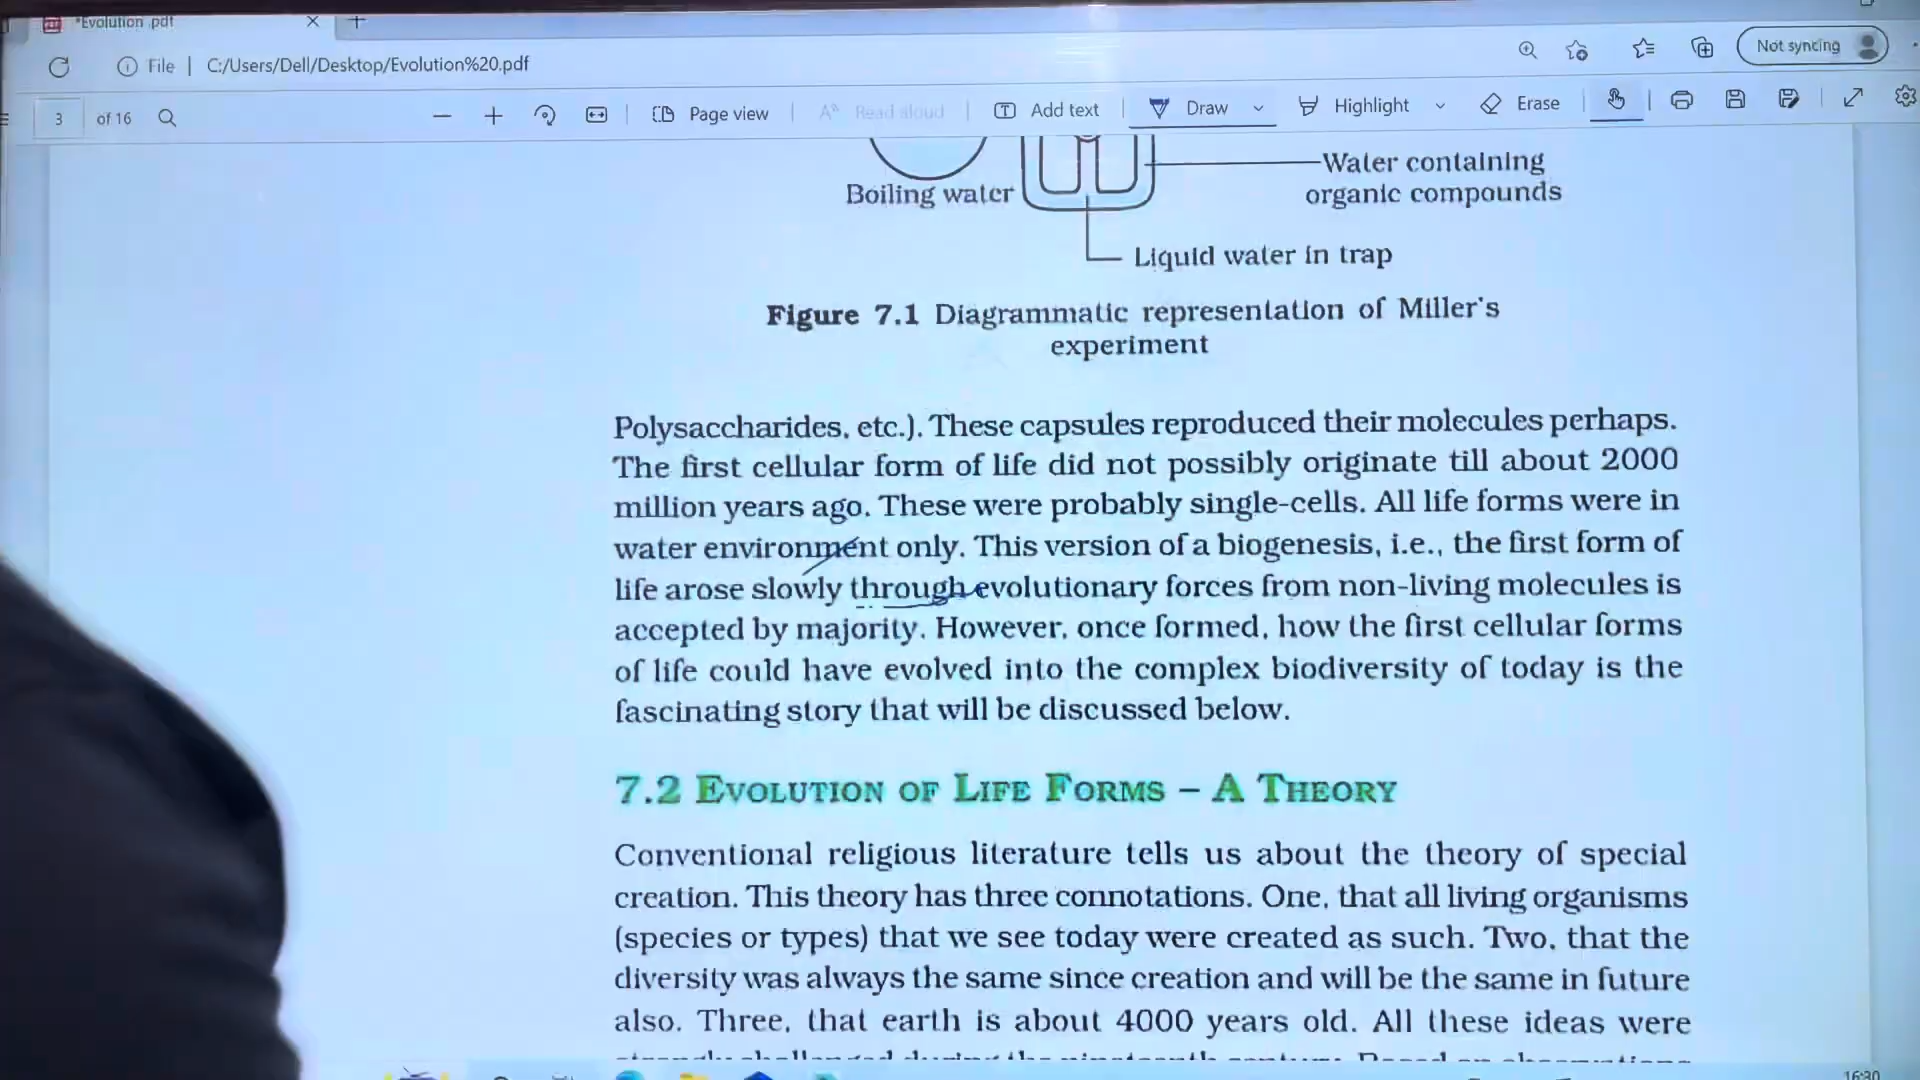 *Evolution .pdf
File | C:/Users/Dell/Desktop/Evolution%20.pdf
Not syncing
3 of 16 Page view Read aloud Add text Draw Highlight Erase
Water containing
organic compounds
Boiling water
Liquid water in trap
Figure 7.1 Diagrammatic representation of Miller's
experiment
Polysaccharides, etc.). These capsules reproduced their molecules perhaps.
The first cellular form of life did not possibly originate till about 2000
million years ago. These were probably single-cells. All life forms were in
water environment only. This version of a biogenesis, i.e., the first form of
life arose slowly through evolutionary forces from non-living molecules is
accepted by majority. However, once formed, how the first cellular forms
of life could have evolved into the complex biodiversity of today is the
fascinating story that will be discussed below.
7.2 EVOLUTION OF LIFE FORMS – A THEORY
Conventional religious literature tells us about the theory of special
creation. This theory has three connotations. One, that all living organisms
(species or types) that we see today were created as such. Two, that the
diversity was always the same since creation and will be the same in future
also. Three, that earth is about 4000 years old. All these ideas were
16:30